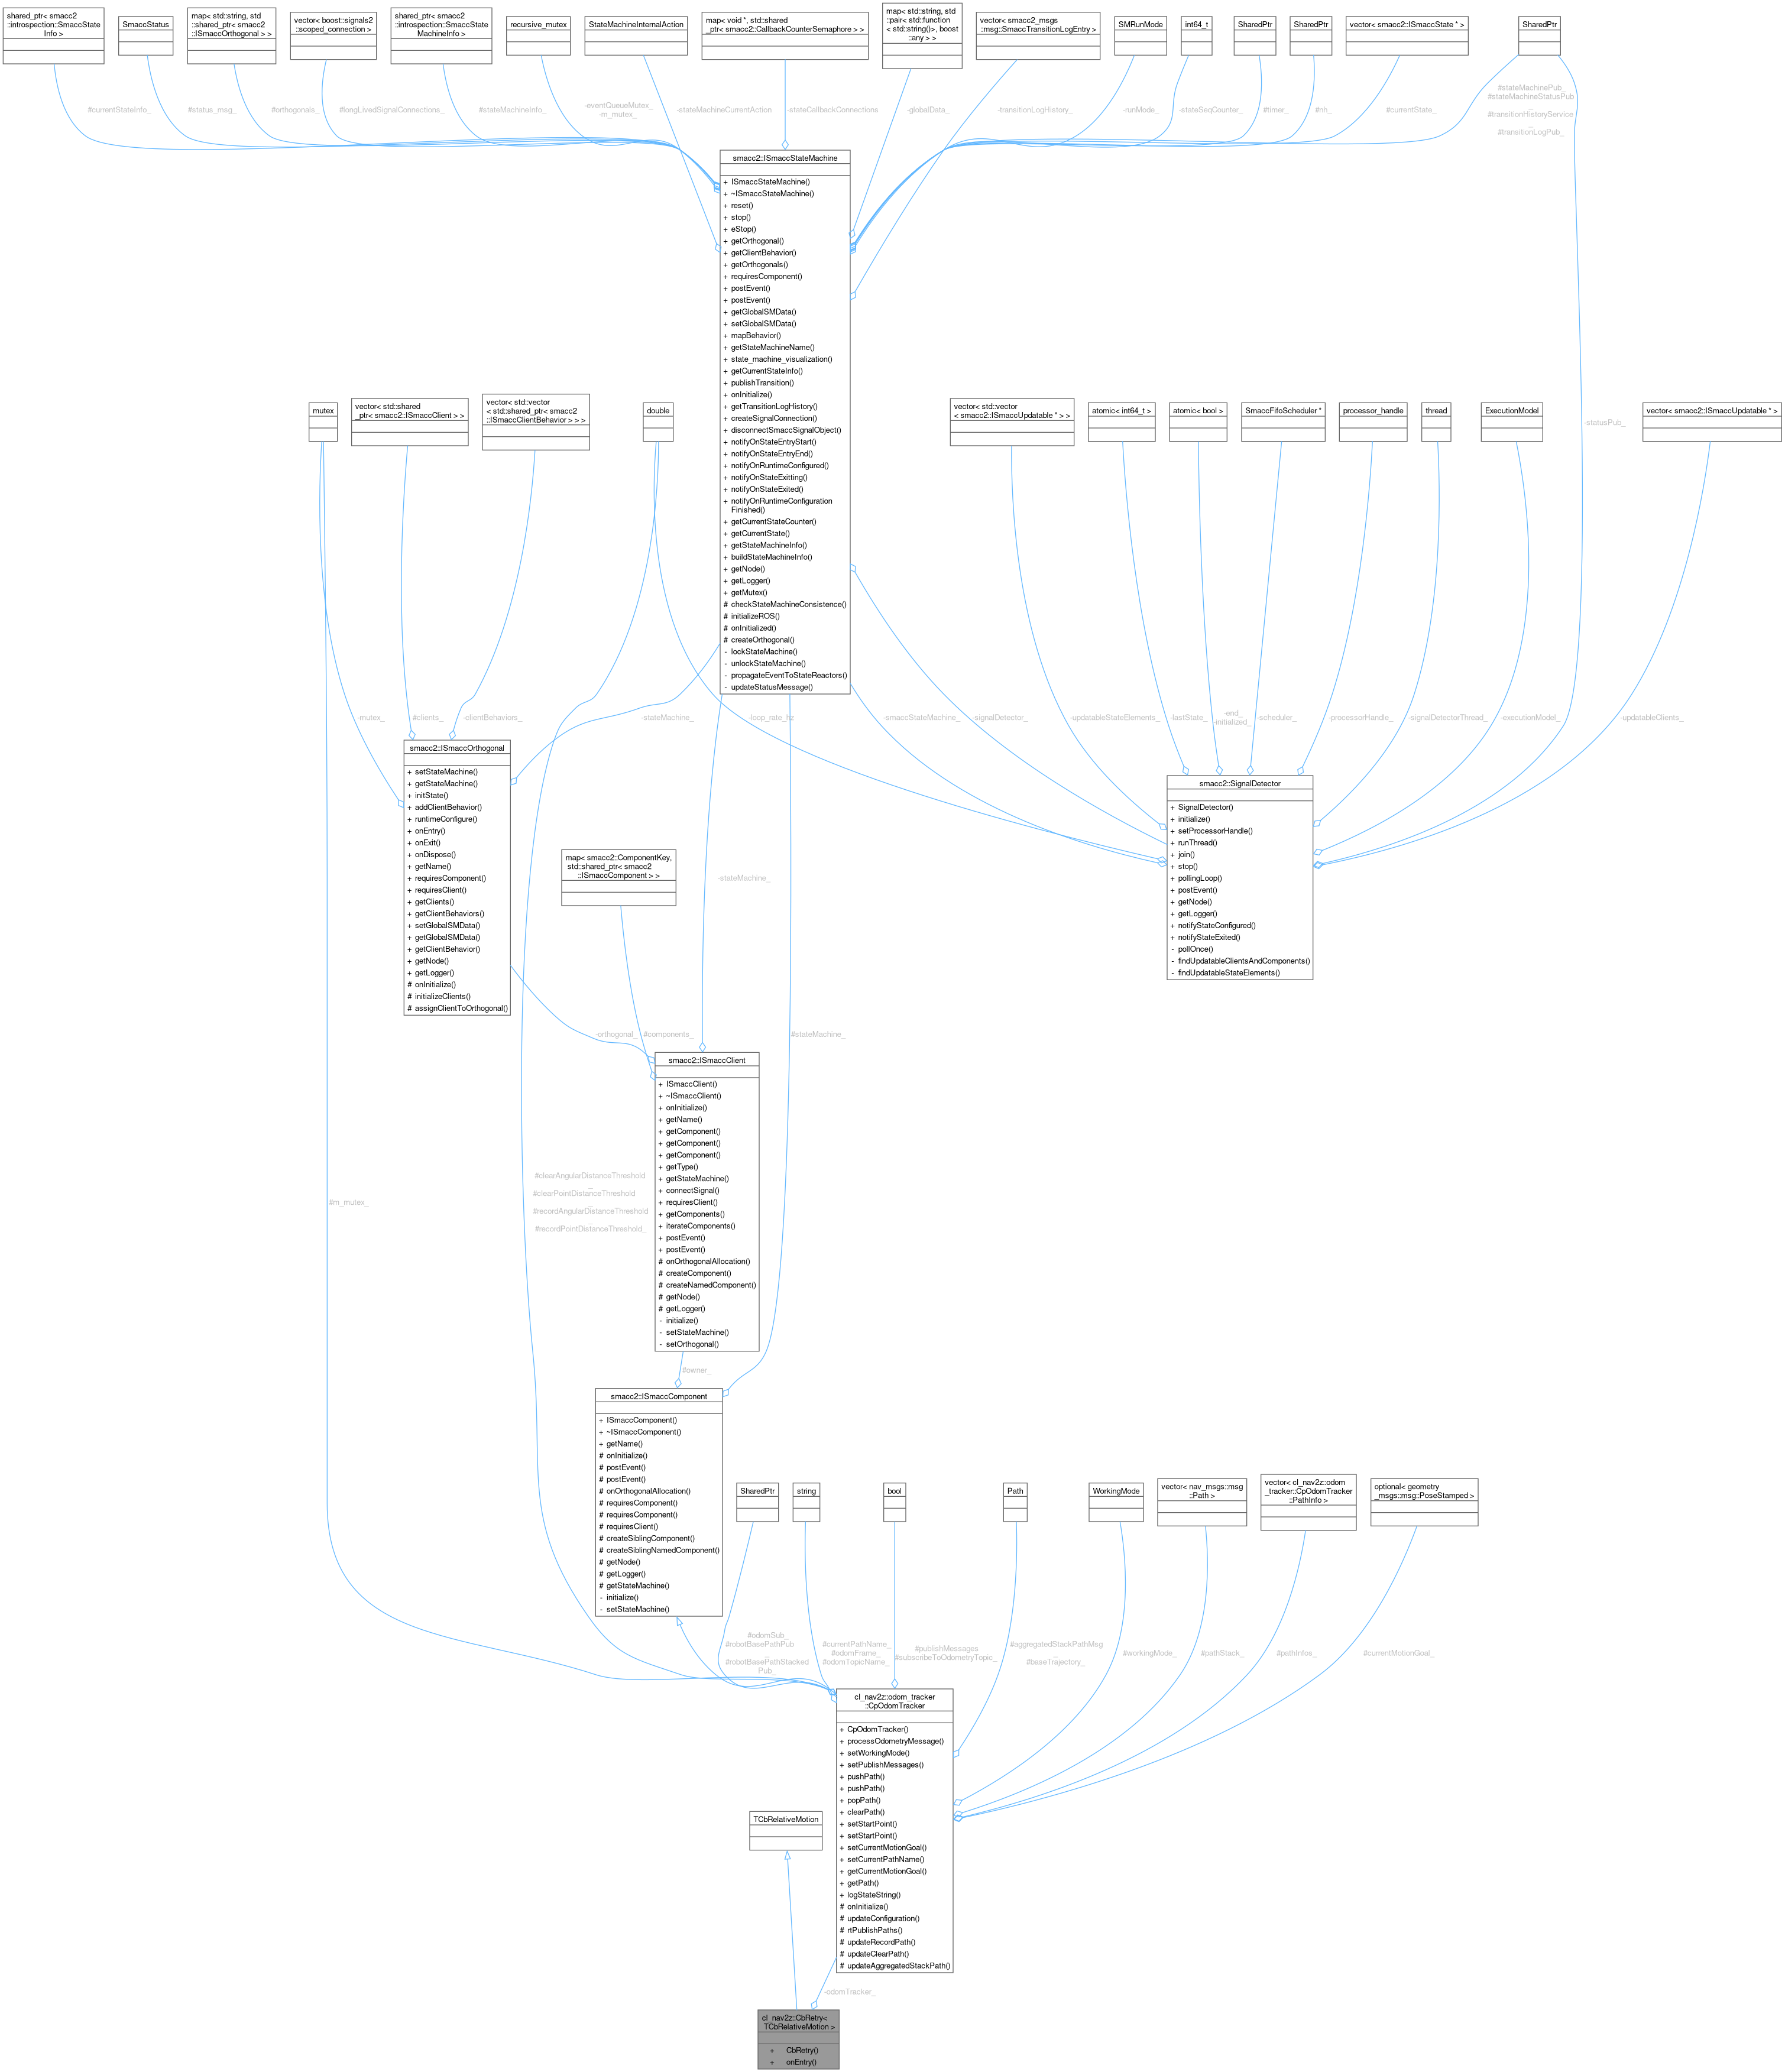 shared_ptr< smacc2
::introspection::SmaccState
Info >
SmaccStatus
map< std::string, std
::shared_ptr< smacc2
::ISmaccOrthogonal > >
vector< boost::signals2
::scoped_connection >
shared_ptr< smacc2
::introspection::SmaccState
MachineInfo >
recursive_mutex
StateMachineInternalAction
map< void *, std::shared
_ptr< smacc2::CallbackCounterSemaphore > >
map< std::string, std
::pair< std::function
< std::string()>, boost
::any > >
vector< smacc2_msgs
::msg::SmaccTransitionLogEntry >
SMRunMode
int64_t
SharedPtr
SharedPtr
vector< smacc2::ISmaccState * >
SharedPtr
#currentStateInfo_
#status_msg_
#orthogonals_
#longLivedSignalConnections_
#stateMachineInfo_
-eventQueueMutex_
-m_mutex_
-stateMachineCurrentAction
-stateCallbackConnections
-globalData_
-transitionLogHistory_
-runMode_
-stateSeqCounter_
#timer_
#nh_
#currentState_
#stateMachinePub_
#stateMachineStatusPub
_
#transitionHistoryService
_
#transitionLogPub_
smacc2::ISmaccStateMachine
+ ISmaccStateMachine()
+ ~ISmaccStateMachine()
+ reset()
+ stop()
+ eStop()
+ getOrthogonal()
+ getClientBehavior()
+ getOrthogonals()
+ requiresComponent()
+ postEvent()
+ postEvent()
+ getGlobalSMData()
+ setGlobalSMData()
+ mapBehavior()
+ getStateMachineName()
+ state_machine_visualization()
+ getCurrentStateInfo()
+ publishTransition()
+ onInitialize()
+ getTransitionLogHistory()
+ createSignalConnection()
+ disconnectSmaccSignalObject()
+ notifyOnStateEntryStart()
+ notifyOnStateEntryEnd()
+ notifyOnRuntimeConfigured()
+ notifyOnStateExitting()
+ notifyOnStateExited()
+ notifyOnRuntimeConfiguration
Finished()
+ getCurrentStateCounter()
+ getCurrentState()
+ getStateMachineInfo()
+ buildStateMachineInfo()
+ getNode()
+ getLogger()
+ getMutex()
# checkStateMachineConsistence()
# initializeROS()
# onInitialized()
# createOrthogonal()
- lockStateMachine()
- unlockStateMachine()
- propagateEventToStateReactors()
- updateStatusMessage()
mutex
vector< std::shared
_ptr< smacc2::ISmaccClient > >
vector< std::vector
< std::shared_ptr< smacc2
::ISmaccClientBehavior > > >
double
vector< std::vector
< smacc2::ISmaccUpdatable * > >
atomic< int64_t >
atomic< bool >
SmaccFifoScheduler *
processor_handle
thread
ExecutionModel
-statusPub_
vector< smacc2::ISmaccUpdatable * >
-mutex_
#clients_
-clientBehaviors_
-stateMachine_
-loop_rate_hz
-smaccStateMachine_
-signalDetector_
-updatableStateElements_
-lastState_
-end_
-initialized_
-scheduler_
-processorHandle_
-signalDetectorThread_
-executionModel_
-updatableClients_
smacc2::ISmaccOrthogonal
+ setStateMachine()
+ getStateMachine()
+ initState()
+ addClientBehavior()
+ runtimeConfigure()
+ onEntry()
+ onExit()
+ onDispose()
+ getName()
+ requiresComponent()
+ requiresClient()
+ getClients()
+ getClientBehaviors()
+ setGlobalSMData()
+ getGlobalSMData()
+ getClientBehavior()
+ getNode()
+ getLogger()
# onInitialize()
# initializeClients()
# assignClientToOrthogonal()
smacc2::SignalDetector
+ SignalDetector()
+ initialize()
+ setProcessorHandle()
+ runThread()
+ join()
+ stop()
+ pollingLoop()
+ postEvent()
+ getNode()
+ getLogger()
+ notifyStateConfigured()
+ notifyStateExited()
- pollOnce()
- findUpdatableClientsAndComponents()
- findUpdatableStateElements()
map< smacc2::ComponentKey,
std::shared_ptr< smacc2
::ISmaccComponent > >
-stateMachine_
-orthogonal_
#components_
#stateMachine_
smacc2::ISmaccClient
+ ISmaccClient()
+ ~ISmaccClient()
+ onInitialize()
+ getName()
+ getComponent()
+ getComponent()
+ getComponent()
+ getType()
+ getStateMachine()
+ connectSignal()
+ requiresClient()
+ getComponents()
+ iterateComponents()
+ postEvent()
+ postEvent()
# onOrthogonalAllocation()
# createComponent()
# createNamedComponent()
# getNode()
# getLogger()
- initialize()
- setStateMachine()
- setOrthogonal()
#m_mutex_
#clearAngularDistanceThreshold
_
#clearPointDistanceThreshold
_
#recordAngularDistanceThreshold
_
#recordPointDistanceThreshold_
#owner_
smacc2::ISmaccComponent
+ ISmaccComponent()
+ ~ISmaccComponent()
+ getName()
# onInitialize()
# postEvent()
# postEvent()
# onOrthogonalAllocation()
# requiresComponent()
# requiresComponent()
# requiresClient()
# createSiblingComponent()
# createSiblingNamedComponent()
# getNode()
# getLogger()
# getStateMachine()
- initialize()
- setStateMachine()
SharedPtr
string
bool
Path
WorkingMode
vector< nav_msgs::msg
::Path >
vector< cl_nav2z::odom
_tracker::CpOdomTracker
::PathInfo >
optional< geometry
_msgs::msg::PoseStamped >
#odomSub_
#robotBasePathPub
_
#robotBasePathStacked
Pub_
#currentPathName_
#odomFrame_
#odomTopicName_
#publishMessages
#subscribeToOdometryTopic_
#aggregatedStackPathMsg
_
#baseTrajectory_
#workingMode_
#pathStack_
#pathInfos_
#currentMotionGoal_
cl_nav2z::odom_tracker
::CpOdomTracker
+ CpOdomTracker()
+ processOdometryMessage()
+ setWorkingMode()
+ setPublishMessages()
+ pushPath()
+ pushPath()
+ popPath()
+ clearPath()
+ setStartPoint()
+ setStartPoint()
+ setCurrentMotionGoal()
+ setCurrentPathName()
+ getCurrentMotionGoal()
+ getPath()
+ logStateString()
# onInitialize()
# updateConfiguration()
# rtPublishPaths()
# updateRecordPath()
# updateClearPath()
# updateAggregatedStackPath()
TCbRelativeMotion
-odomTracker_
cl_nav2z::CbRetry<
TCbRelativeMotion >
+ CbRetry()
+ onEntry()